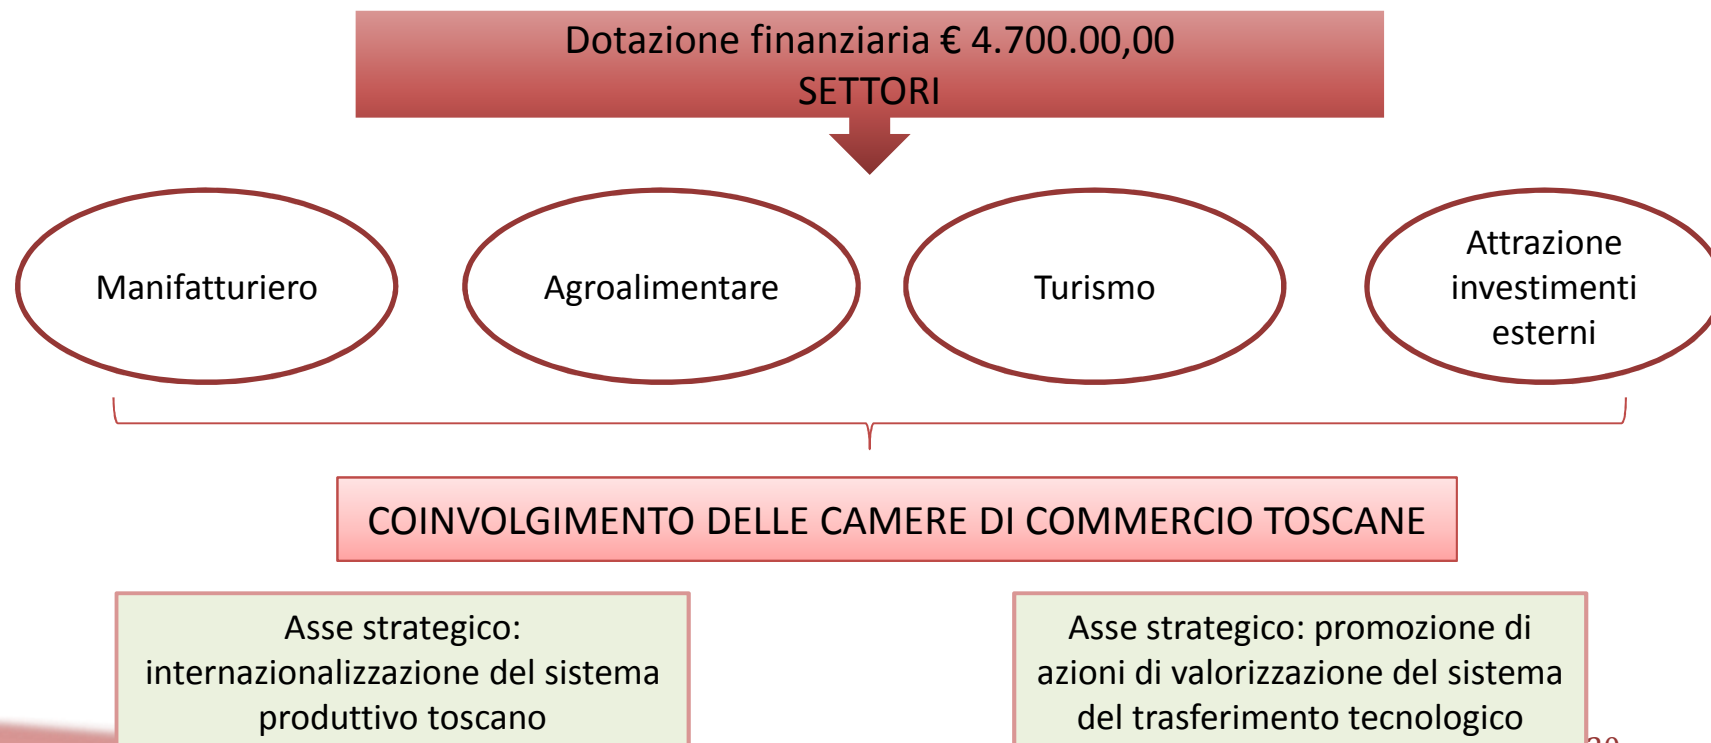 Dotazione finanziaria € 4.700.00,00
SETTORI
Manifatturiero
Agroalimentare
Turismo
Attrazione
investimenti
esterni
COINVOLGIMENTO DELLE CAMERE DI COMMERCIO TOSCANE
Asse strategico:
internazionalizzazione del sistema
produttivo toscano
Asse strategico: promozione di
azioni di valorizzazione del sistema
del trasferimento tecnologico